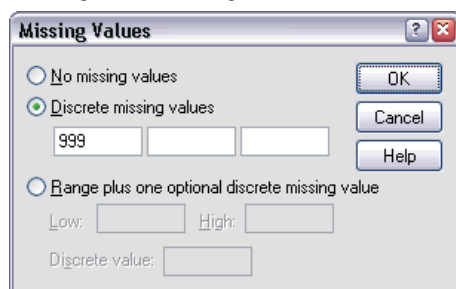 Missing Values
No missing values
OK
Discrete missing values
Cancel
999
Help
Range plus one optional discrete missing value
Low: High:
Discrete value: